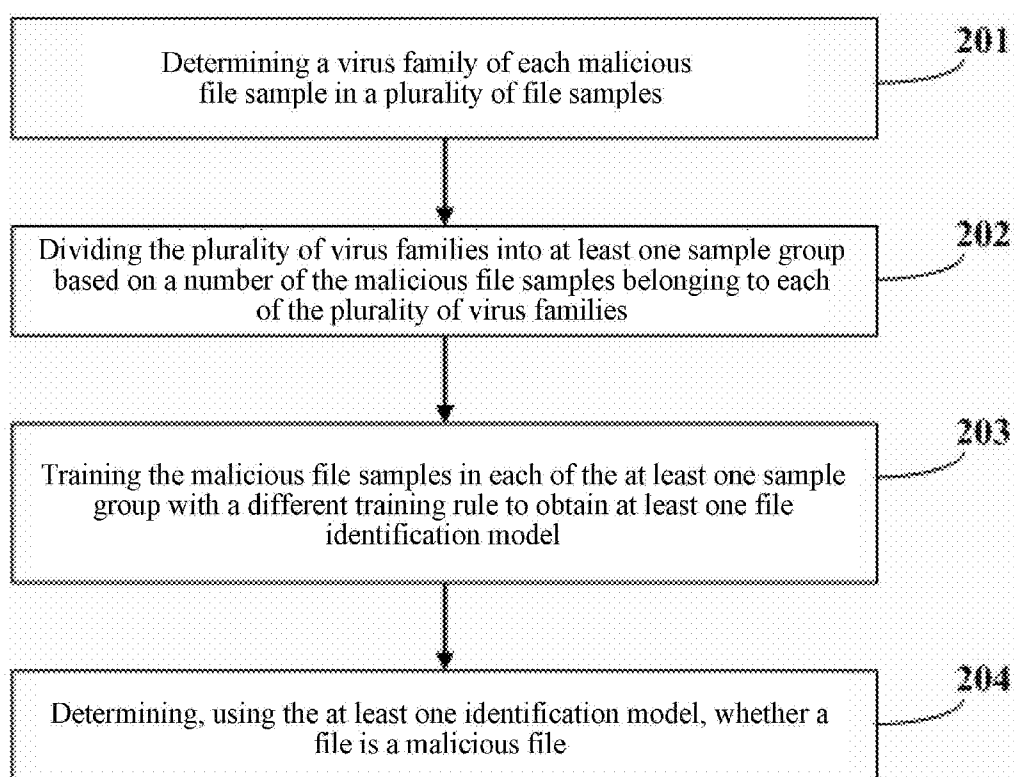 201
Determining a virus family of each malicious
file sample in a plurality of file samples
202
Dividing the plurality of virus families into at least one sample group
based on a number of the malicious file samples belonging to each
of the plurality of virus families
203
Training the malicious file samples in each of the at least one sample
group with a different training rule to obtain at least one file
identification model
204
Determining, using the at least one identification model, whether a
file is a malicious file